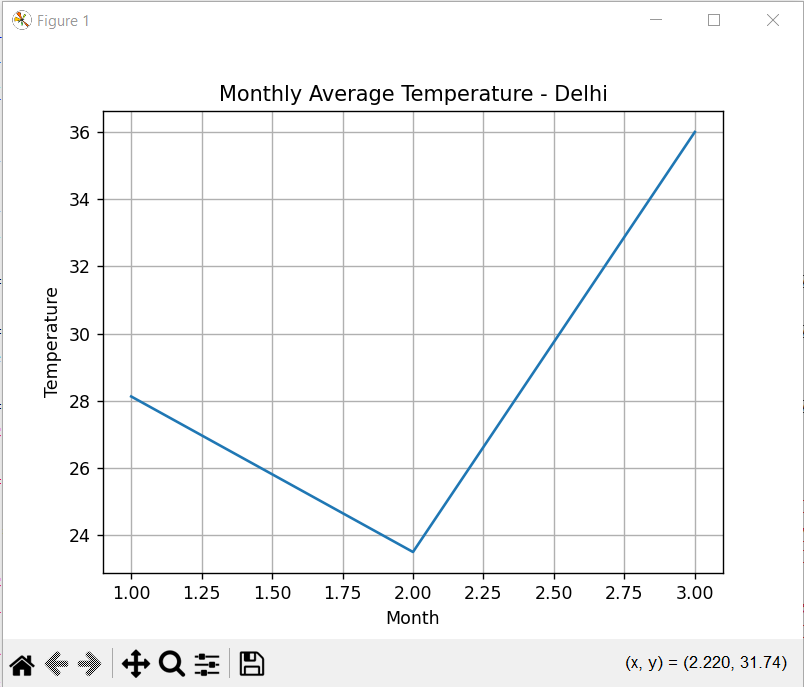 Figure 1
Monthly Average Temperature - Delhi
36
34
32
30
28
26
24
Temperature
1.00 1.25 1.50 1.75 2.00 2.25 2.50 2.75 3.00
Month
(x, y) = (2.220, 31.74)